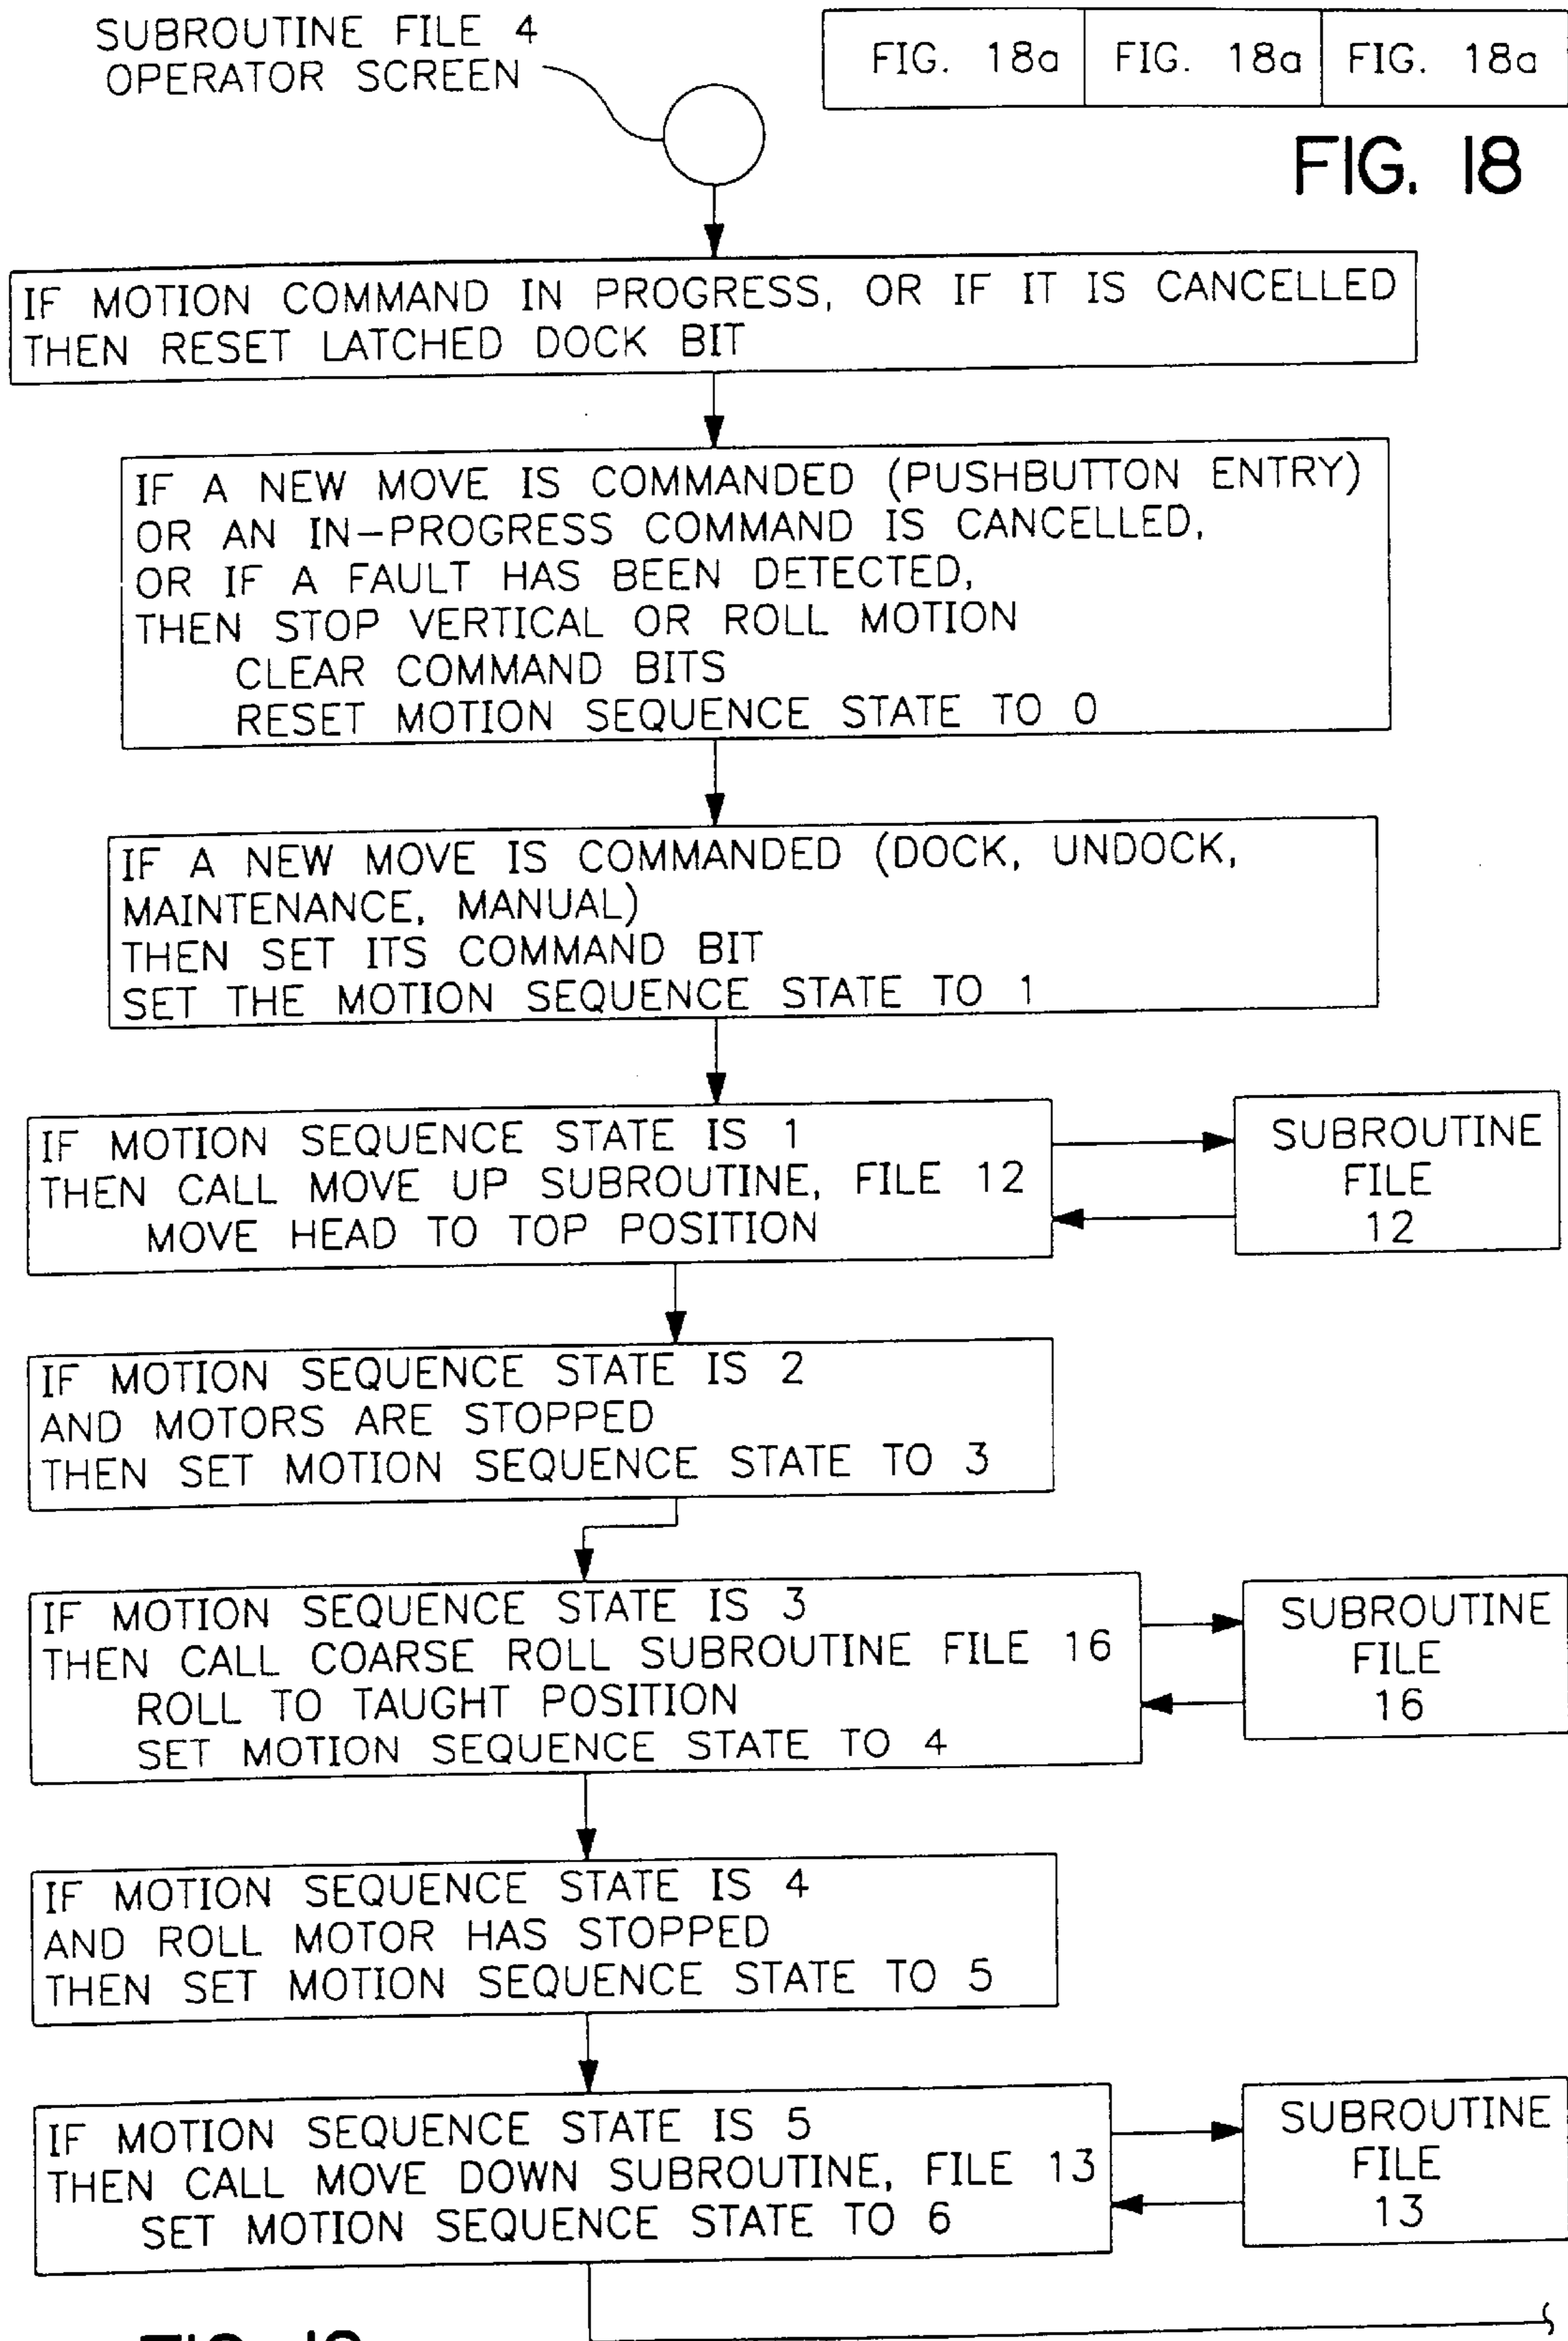 SUBROUTINE FILE 4
OPERATOR SCREEN
FIG. 18a FIG. 18a FIG. 18a
FIG. 18
IF MOTION COMMAND IN PROGRESS, OR IF IT IS CANCELLED
THEN RESET LATCHED DOCK BIT
IF A NEW MOVE IS COMMANDED (PUSHBUTTON ENTRY)
OR AN IN-PROGRESS COMMAND IS CANCELLED,
OR IF A FAULT HAS BEEN DETECTED,
THEN STOP VERTICAL OR ROLL MOTION
CLEAR COMMAND BITS
RESET MOTION SEQUENCE STATE TO 0
IF A NEW MOVE IS COMMANDED (DOCK, UNDOCK,
MAINTENANCE, MANUAL)
THEN SET ITS COMMAND BIT
SET THE MOTION SEQUENCE STATE TO 1
IF MOTION SEQUENCE STATE IS 1
THEN CALL MOVE UP SUBROUTINE, FILE 12
MOVE HEAD TO TOP POSITION
SUBROUTINE
FILE
12
IF MOTION SEQUENCE STATE IS 2
AND MOTORS ARE STOPPED
THEN SET MOTION SEQUENCE STATE TO 3
IF MOTION SEQUENCE STATE IS 3
THEN CALL COARSE ROLL SUBROUTINE FILE 16
ROLL TO TAUGHT POSITION
SET MOTION SEQUENCE STATE TO 4
SUBROUTINE
FILE
16
IF MOTION SEQUENCE STATE IS 4
AND ROLL MOTOR HAS STOPPED
THEN SET MOTION SEQUENCE STATE TO 5
IF MOTION SEQUENCE STATE IS 5
THEN CALL MOVE DOWN SUBROUTINE, FILE 13
SET MOTION SEQUENCE STATE TO 6
SUBROUTINE
FILE
13